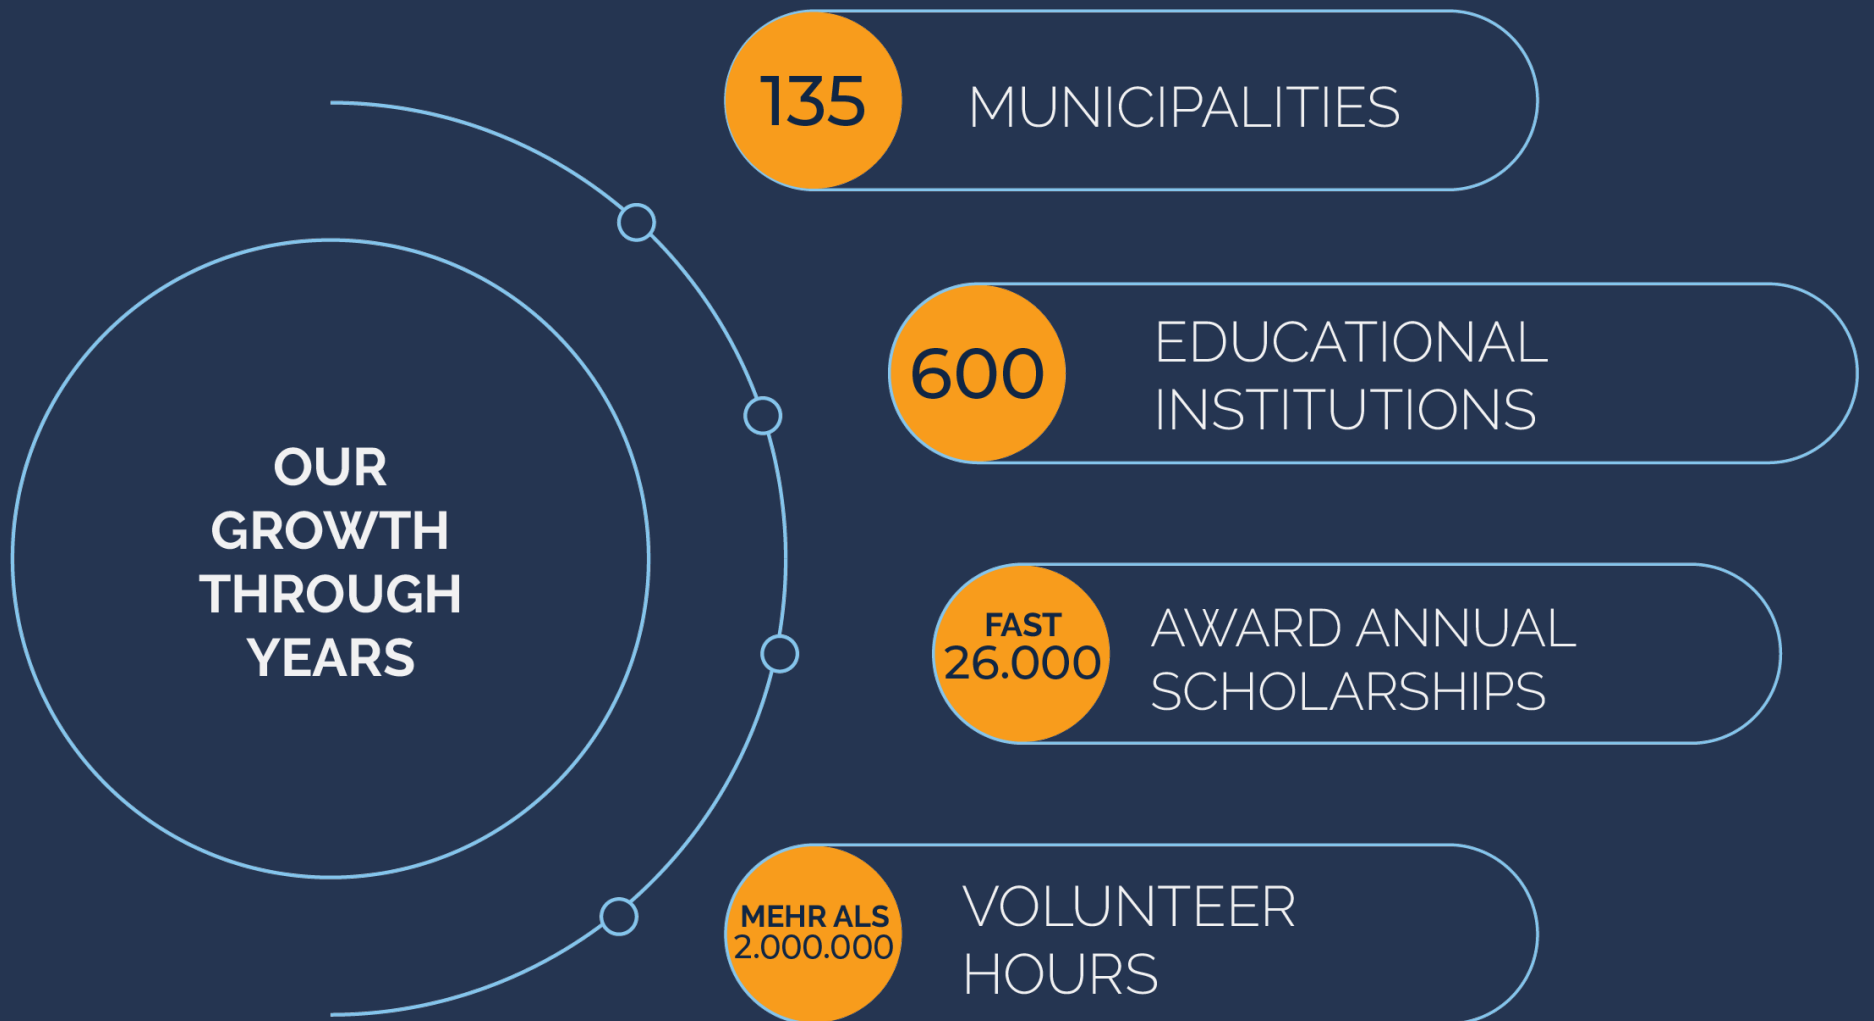 OUR
GROWTH
THROUGH
YEARS
135
MUNICIPALITIES
600
EDUCATIONAL
INSTITUTIONS
FAST
26.000
AWARD ANNUAL
SCHOLARSHIPS
MEHR ALS
2.000.000
VOLUNTEER
HOURS